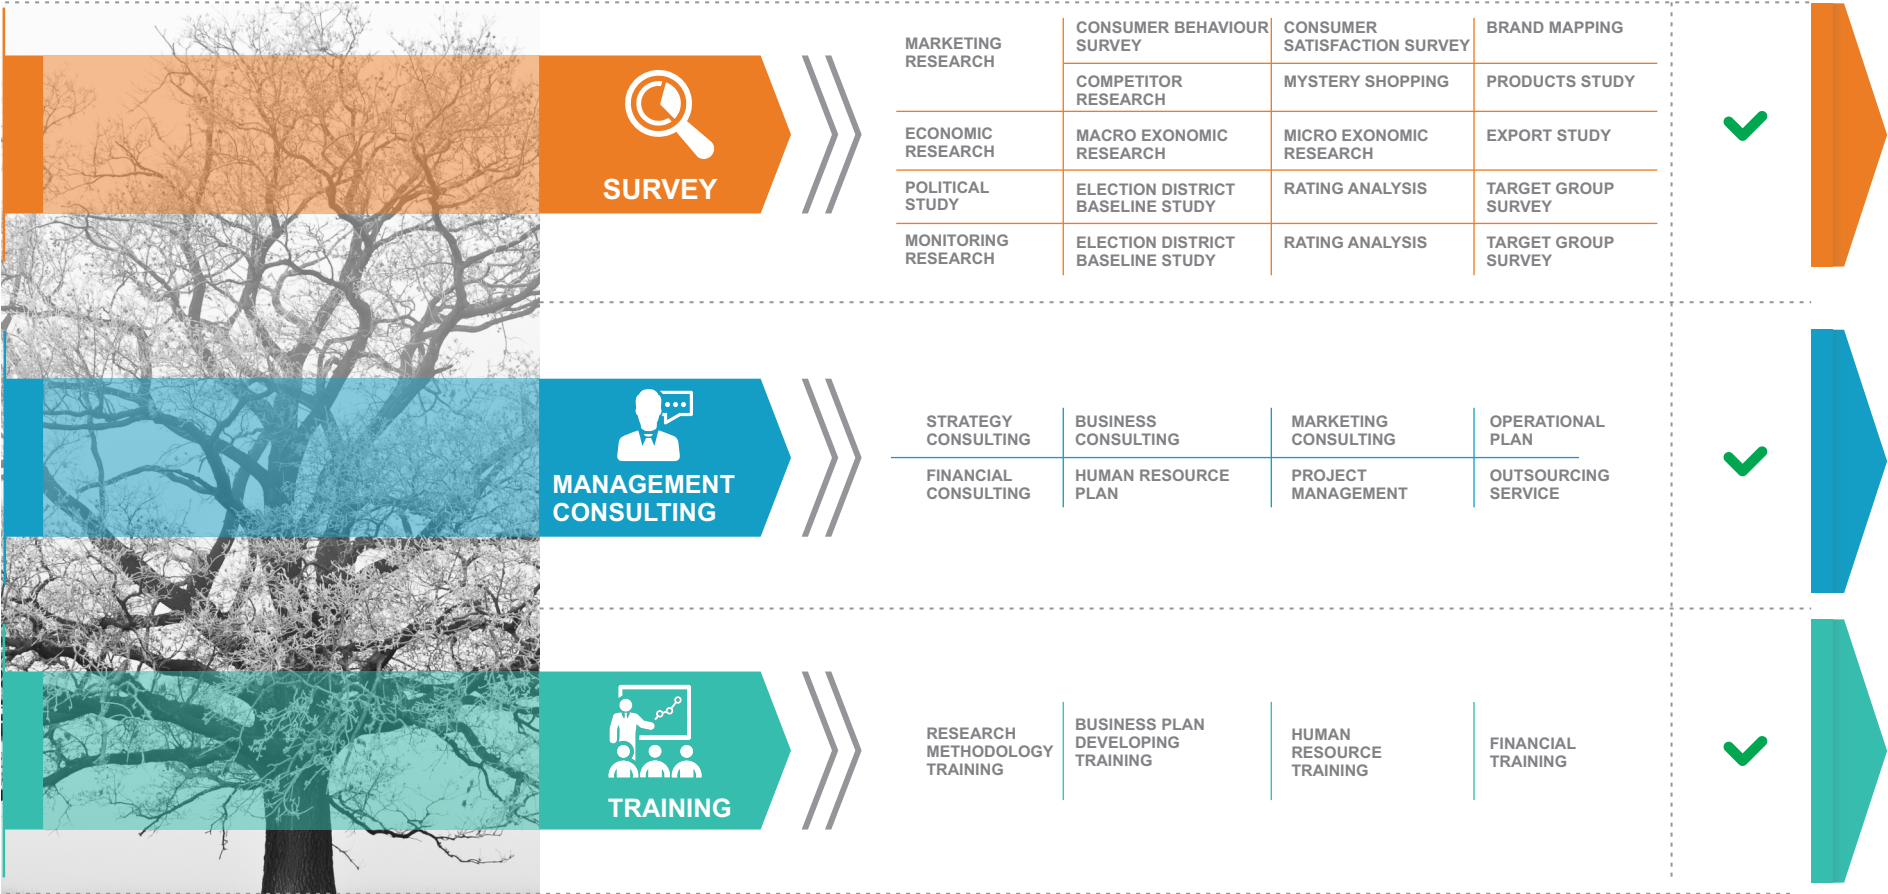 SURVEY
MARKETING
RESEARCH
CONSUMER BEHAVIOUR
SURVEY
CONSUMER
SATISFACTION SURVEY
BRAND MAPPING
COMPETITOR
RESEARCH
MYSTERY SHOPPING
PRODUCTS STUDY
ECONOMIC
RESEARCH
MACRO EXONOMIC
RESEARCH
MICRO EXONOMIC
RESEARCH
EXPORT STUDY
POLITICAL
STUDY
ELECTION DISTRICT
BASELINE STUDY
RATING ANALYSIS
TARGET GROUP
SURVEY
MONITORING
RESEARCH
ELECTION DISTRICT
BASELINE STUDY
RATING ANALYSIS
TARGET GROUP
SURVEY
MANAGEMENT
CONSULTING
STRATEGY
CONSULTING
BUSINESS
CONSULTING
MARKETING
CONSULTING
OPERATIONAL
PLAN
FINANCIAL
CONSULTING
HUMAN RESOURCE
PLAN
PROJECT
MANAGEMENT
OUTSOURCING
SERVICE
TRAINING
RESEARCH
METHODOLOGY
TRAINING
BUSINESS PLAN
DEVELOPING
TRAINING
HUMAN
RESOURCE
TRAINING
FINANCIAL
TRAINING